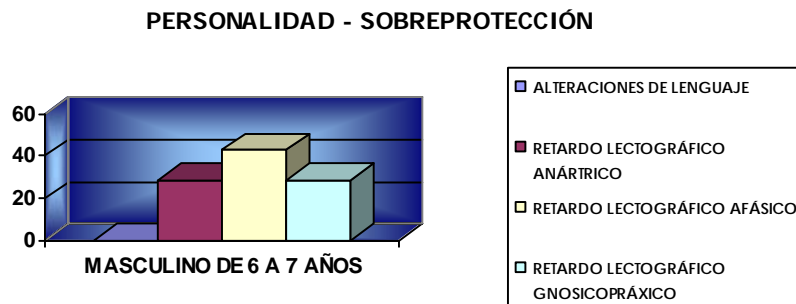 PERSONALIDAD - SOBREPROTECCIÓN
60
40
20
0
MASCULINO DE 6 A 7 AÑOS
ALTERACIONES DE LENGUAJE
RETARDO LECTOGRÁFICO
ANÁRTRICO
RETARDO LECTOGRÁFICO AFÁSICO
RETARDO LECTOGRÁFICO
GNOSICOPRÁXICO